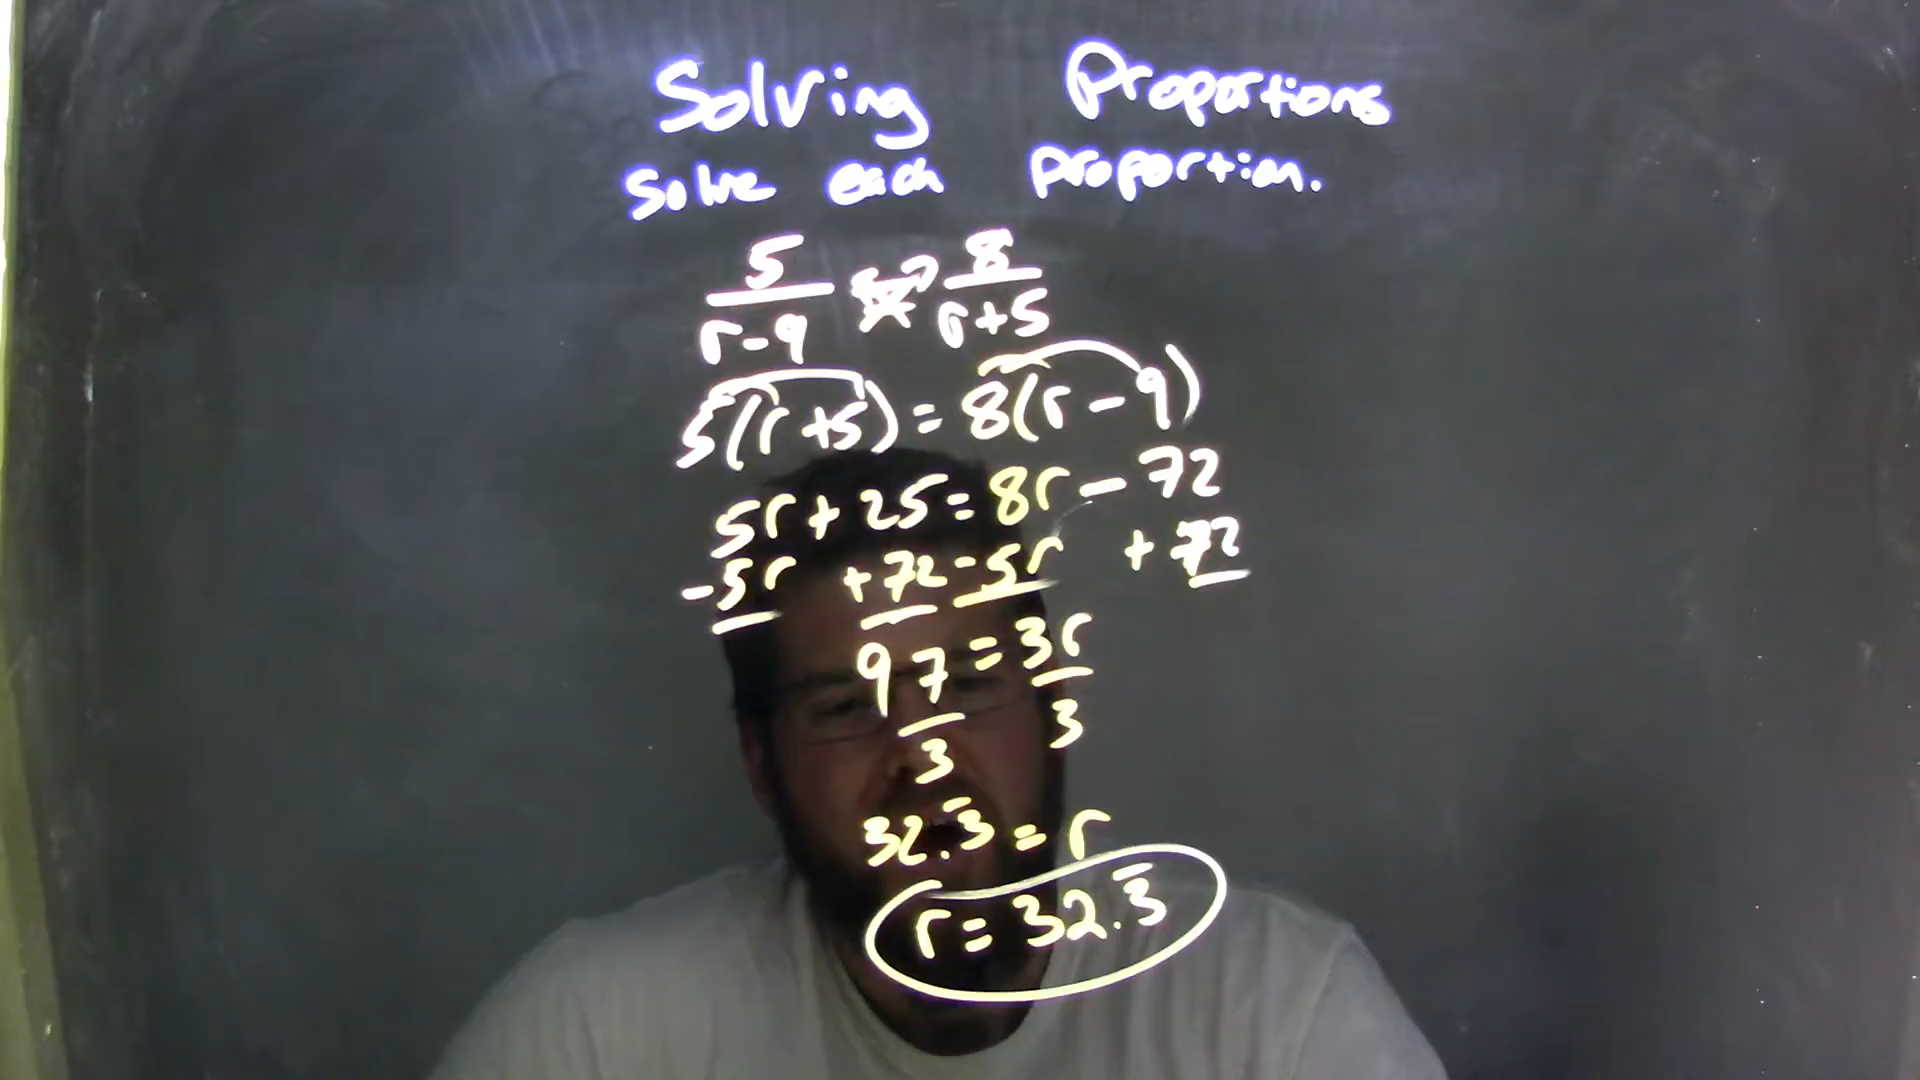 Solving Proportions
Solve each proportion.
5 8
r-9 r+5
5(r+5)=8(r-9)
5r+25=8r-72
-5r +72-5r +72
97=3r
3 3
32.3̅=r
r=32.3̅